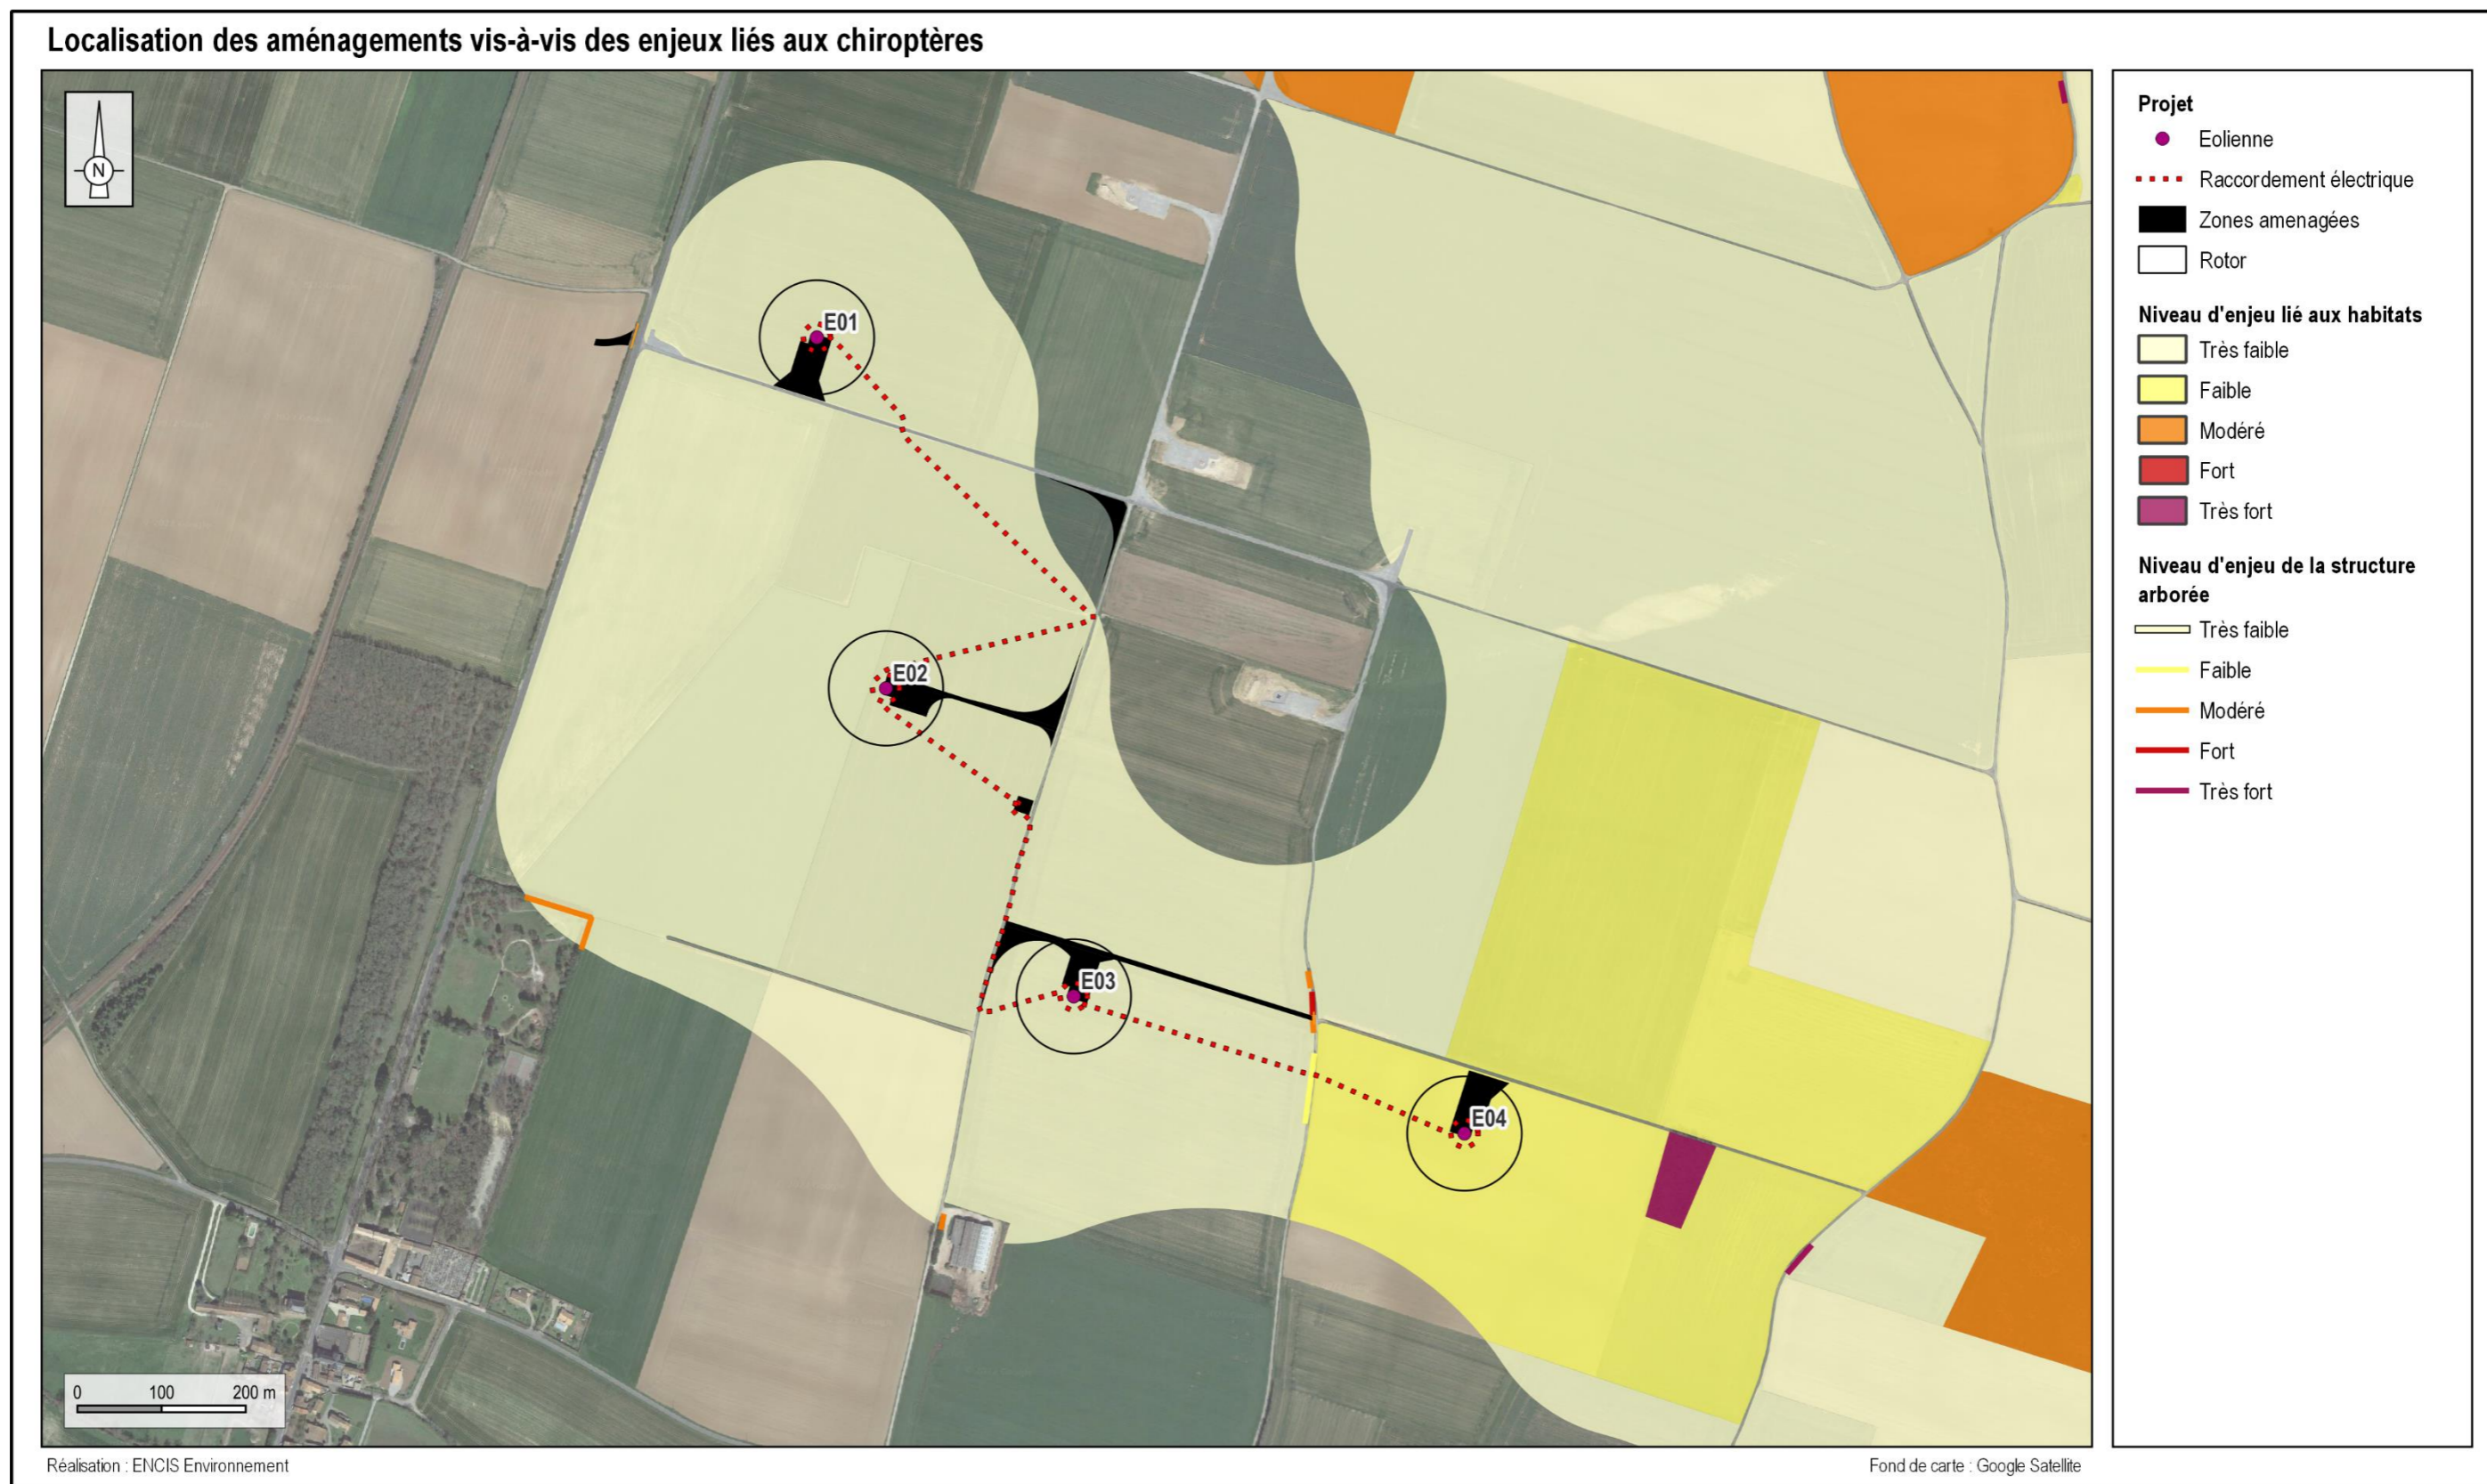 Localisation des aménagements vis-à-vis des enjeux liés aux chiroptères
N
E01
E02
E03
E04
0 100 200 m
Projet
Eolienne
Raccordement électrique
Zones amenagées
Rotor
Niveau d'enjeu lié aux habitats
Très faible
Faible
Modéré
Fort
Très fort
Niveau d'enjeu de la structure
arborée
Très faible
Faible
Modéré
Fort
Très fort
Réalisation : ENCIS Environnement
Fond de carte : Google Satellite